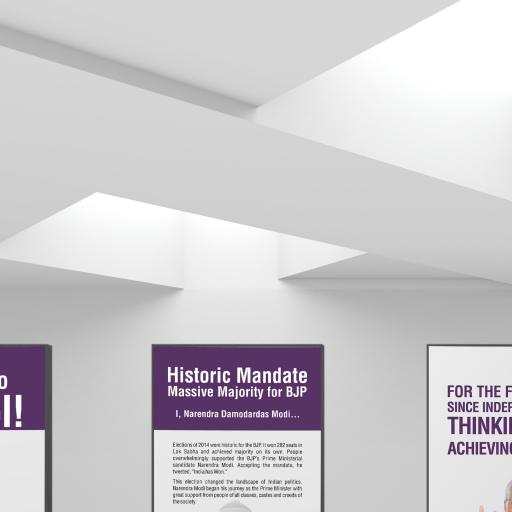 o
I!
Historic Mandate
Massive Majority for BJP
I, Narendra Damodardas Modi...
Elections of 2014 were historic for the BJP. It won 282 seats in
Lok Sabha and achieved majority on its own. People
overwhelmingly supported the BJP's Prime Ministerial
candidate Narendra Modi. Accepting the mandate, he
tweeted, "India has Won."
This election changed the landscape of Indian politics.
Narendra Modi began his journey as the Prime Minister with
great support from people of all classes, castes and creeds of
the society.
FOR THE F
SINCE INDEP
THINKI
ACHIEVING